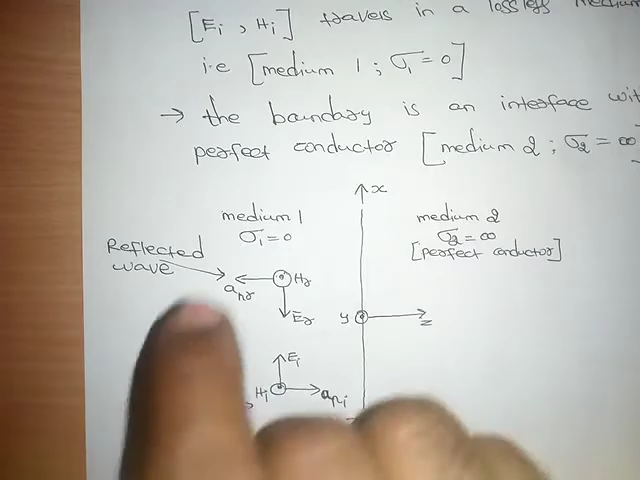 [Ei , Hi] travels in a lossless medium
i.e [medium 1 ; σ1 = 0]
→ the boundary is an interface with
perfect conductor [medium 2 ; σ2 = ∞
x
medium 1
σ1 = 0
medium 2
σ2 = ∞
[perfect conductor]
Reflected
wave
anr
Hr
Er
y
z
Ei
Hi
ani